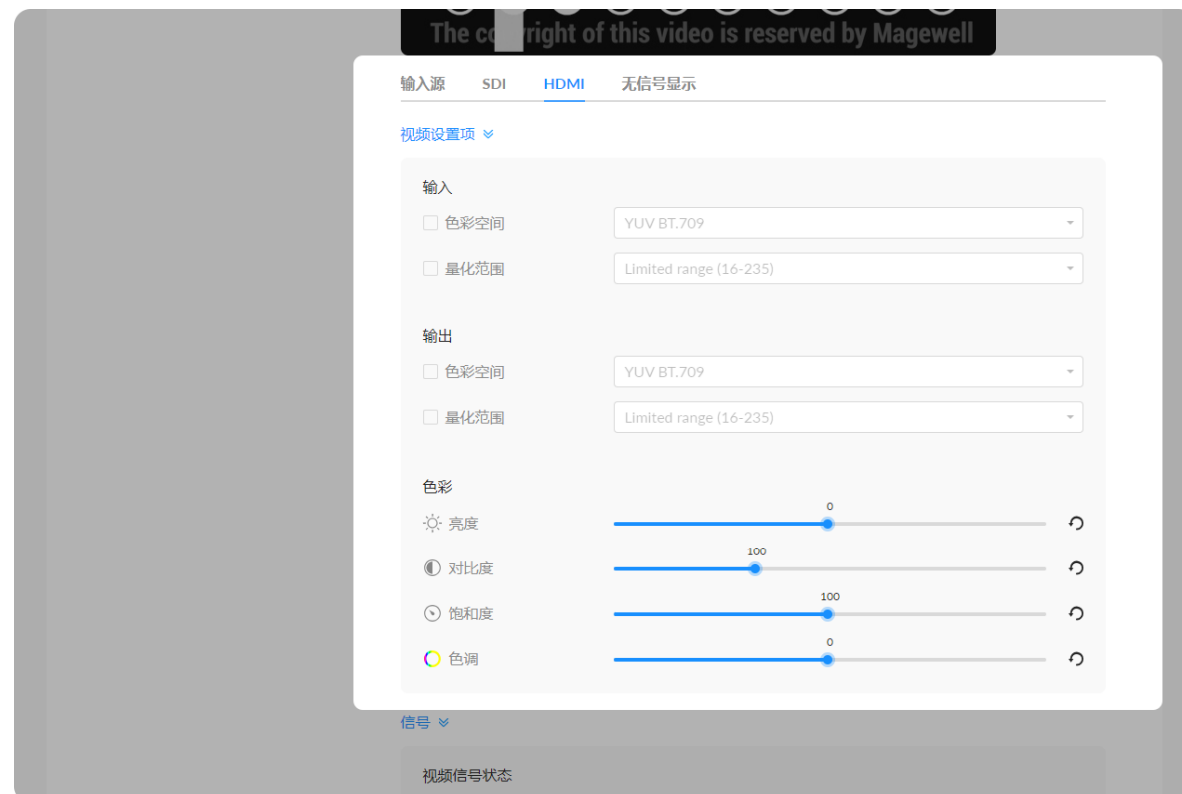 The copyright of this video is reserved by Magewell
输入源 SDI HDMI 无信号显示
视频设置项
输入
色彩空间 YUV BT.709
量化范围 Limited range (16-235)
输出
色彩空间 YUV BT.709
量化范围 Limited range (16-235)
色彩
0
亮度
100
对比度
100
饱和度
0
色调
信号
视频信号状态